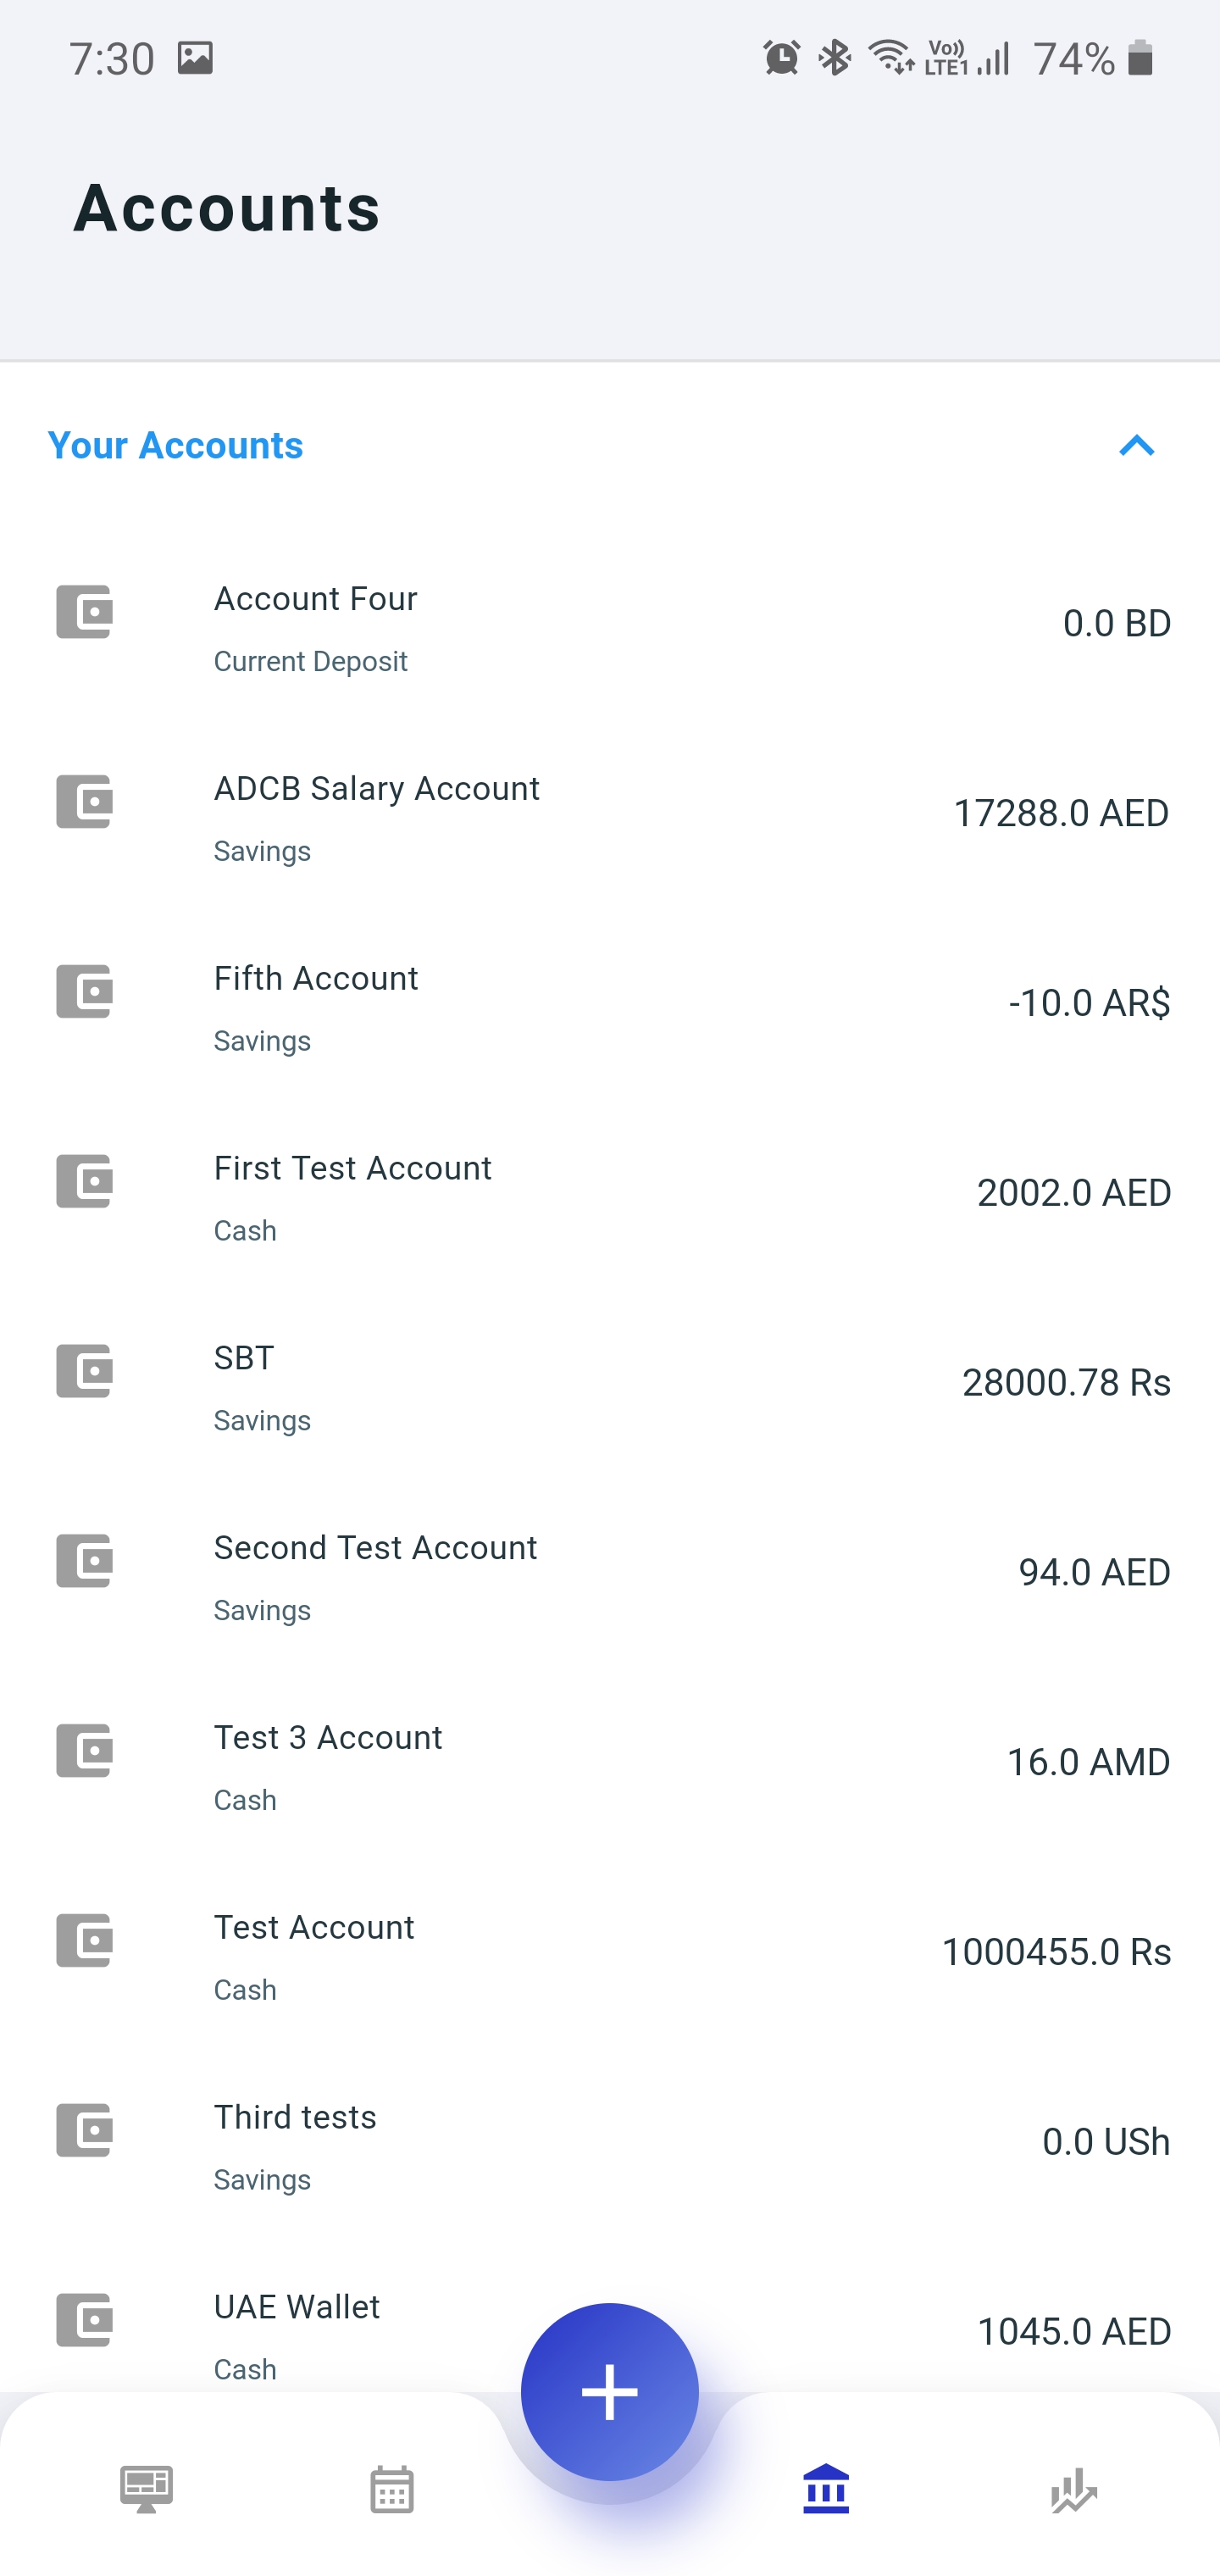 7:30 Vo)) LTE1 74%
Accounts
Your Accounts
Account Four
Current Deposit
0.0 BD
ADCB Salary Account
Savings
17288.0 AED
Fifth Account
Savings
-10.0 AR$
First Test Account
Cash
2002.0 AED
SBT
Savings
28000.78 Rs
Second Test Account
Savings
94.0 AED
Test 3 Account
Cash
16.0 AMD
Test Account
Cash
1000455.0 Rs
Third tests
Savings
0.0 USh
UAE Wallet
Cash
1045.0 AED